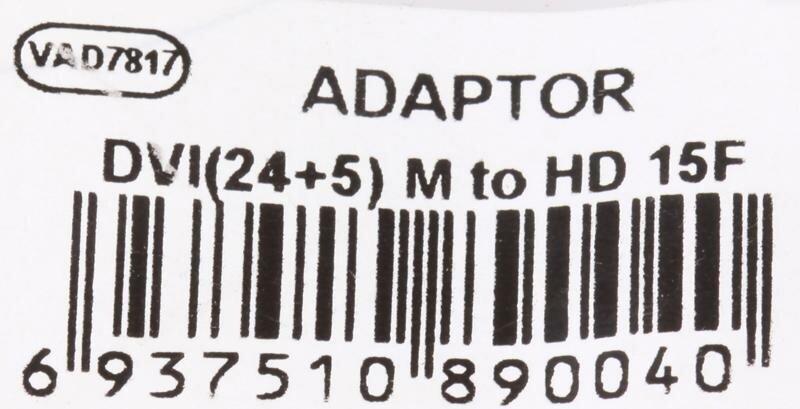 VAD7817
ADAPTOR
DVI(24+5) M to HD 15F
6 937510 890040